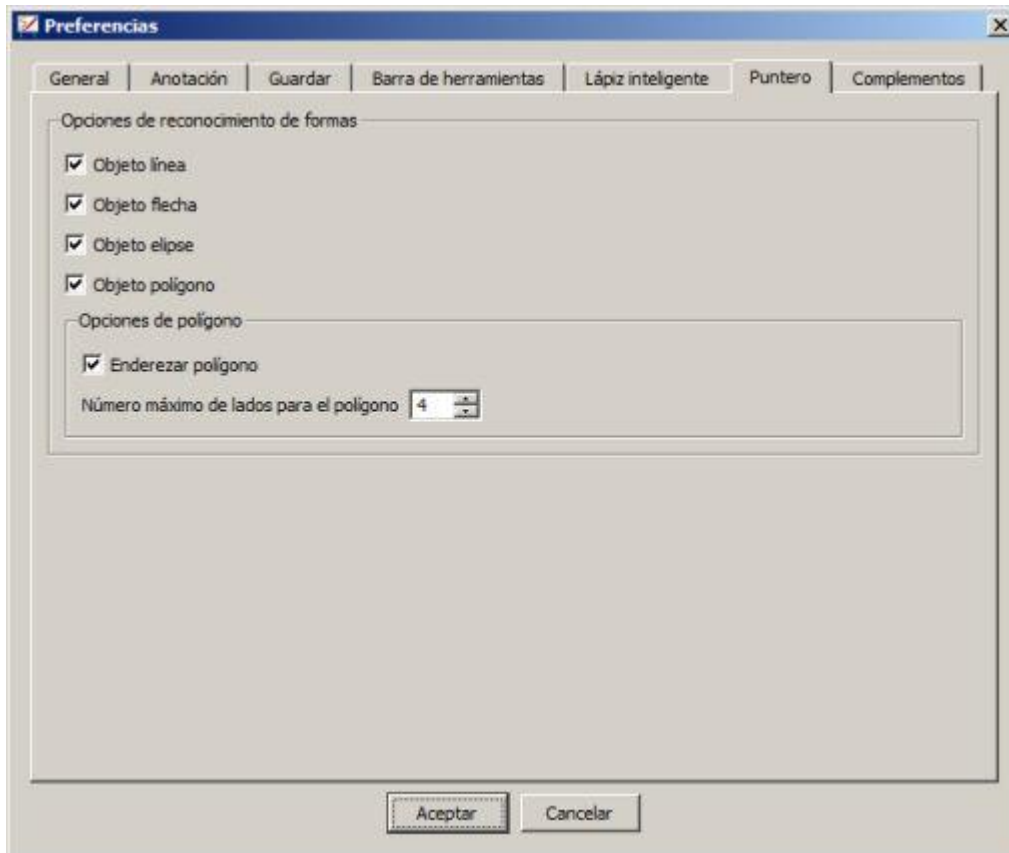 Preferencias
General Anotación Guardar Barra de herramientas Lápiz inteligente Puntero Complementos
Opciones de reconocimiento de formas
Objeto línea
Objeto flecha
Objeto elipse
Objeto polígono
Opciones de polígono
Enderezar polígono
Número máximo de lados para el polígono 4
Aceptar Cancelar